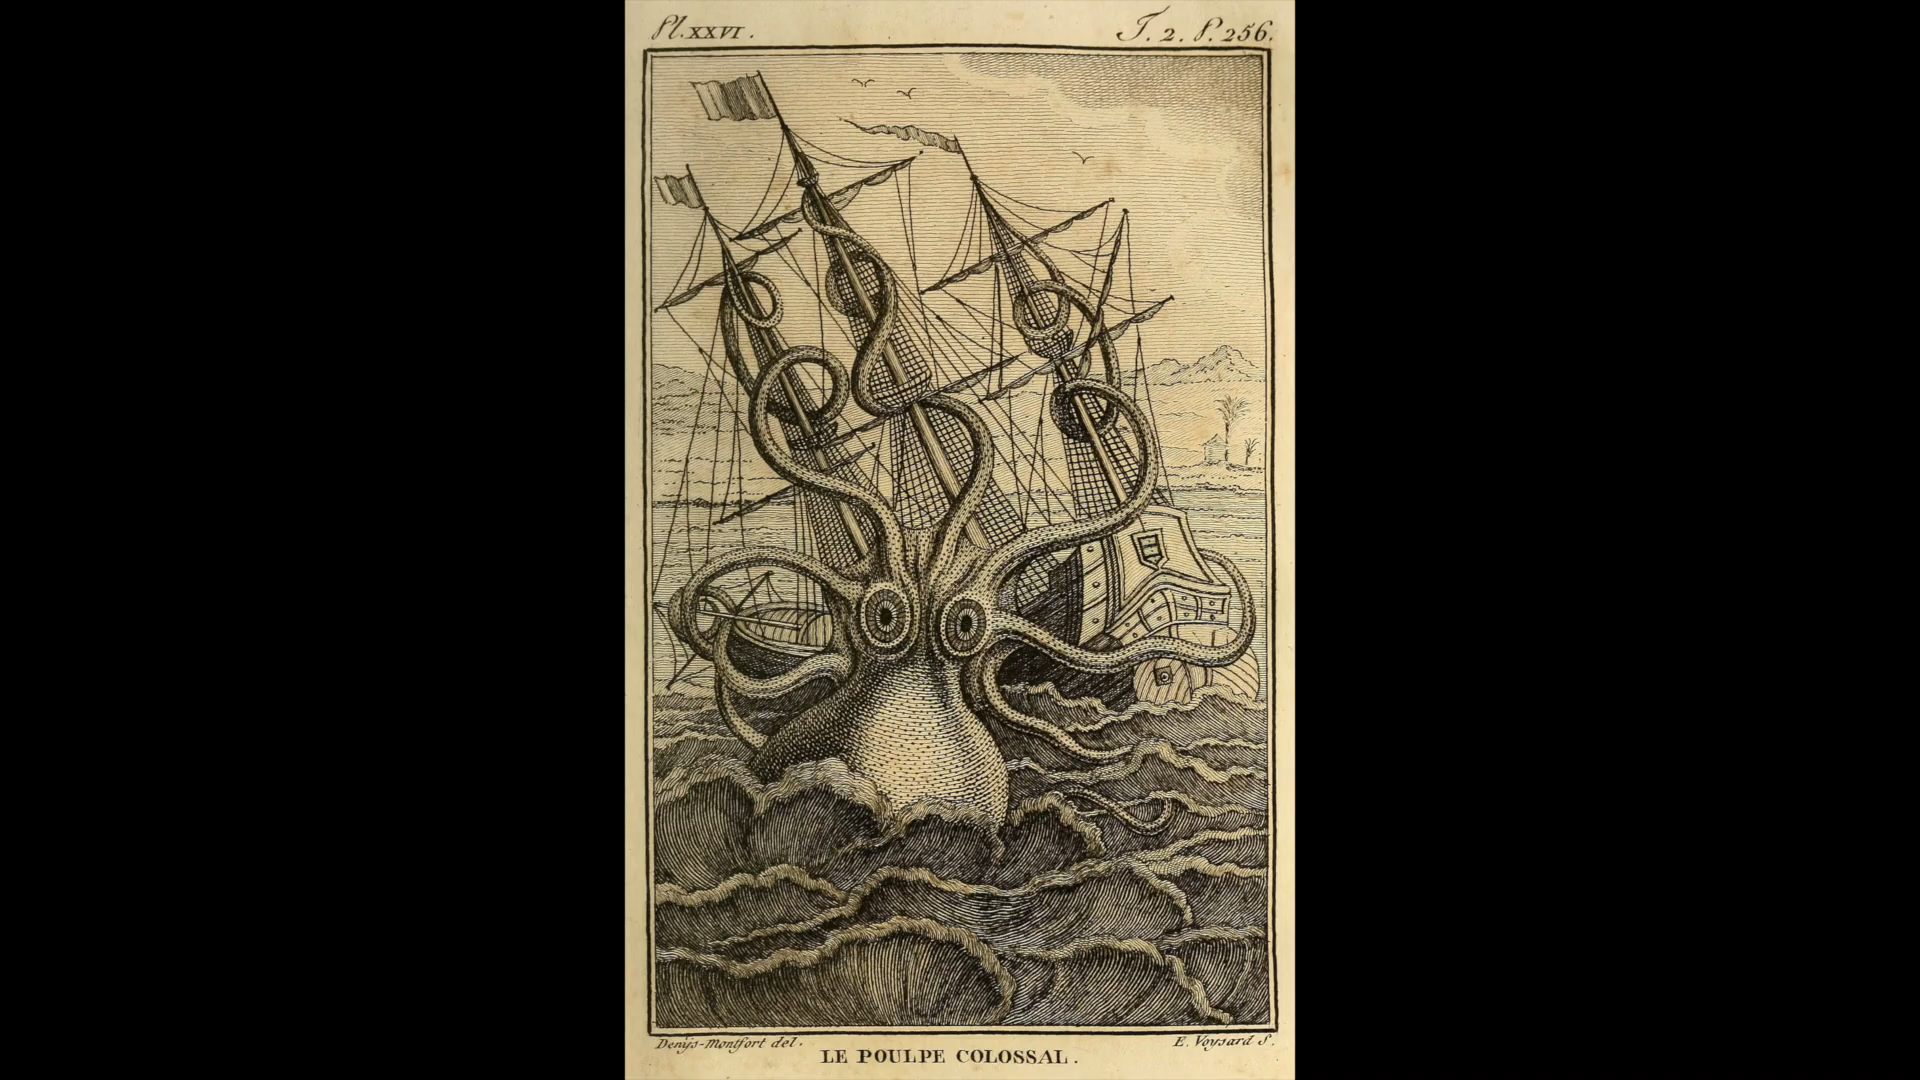 Pl. XXVI.
T. 2. P. 256.
Denys-Montfort del.
E. Voysard S.
LE POULPE COLOSSAL.